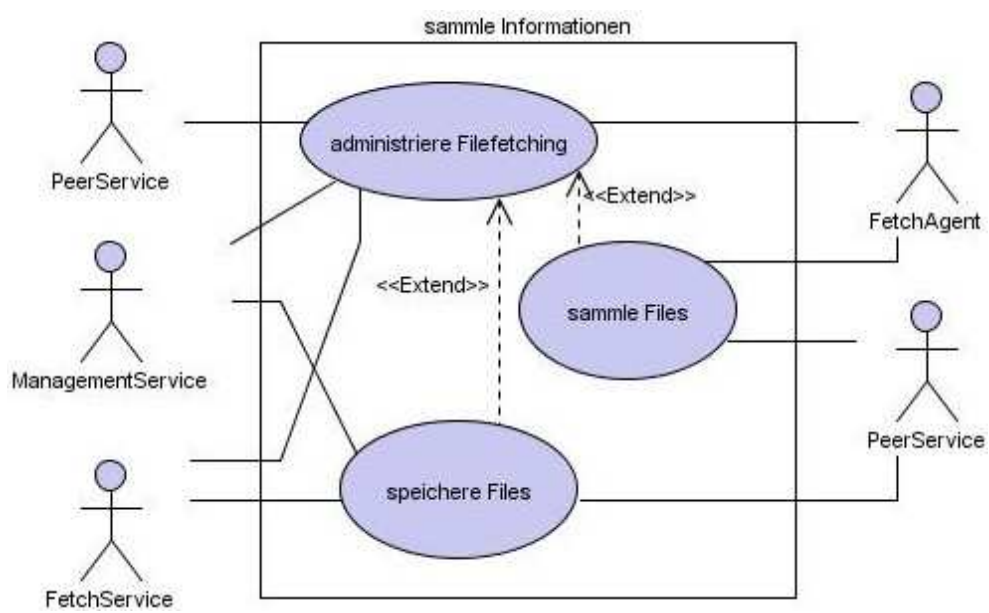 sammle Informationen
administriere Filefetching
PeerService
<<Extend>>
FetchAgent
<<Extend>>
sammle Files
ManagementService
PeerService
speichere Files
FetchService